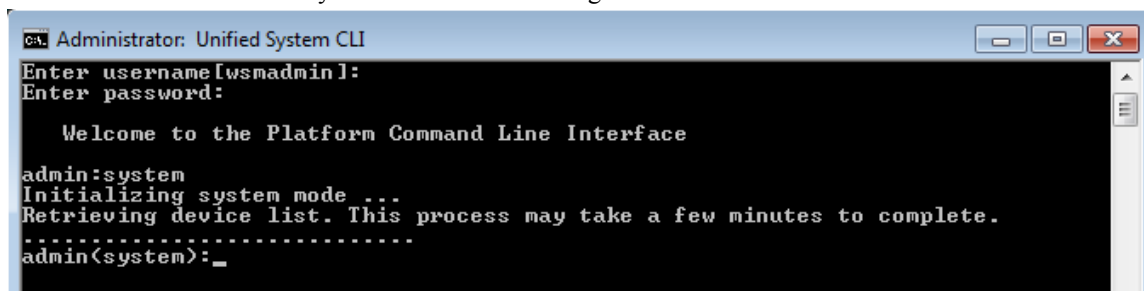 Administrator: Unified System CLI
Enter username[wsmadmin]:
Enter password:
Welcome to the Platform Command Line Interface
admin:system
Initializing system mode ...
Retrieving device list. This process may take a few minutes to complete.
.............................
admin(system):_